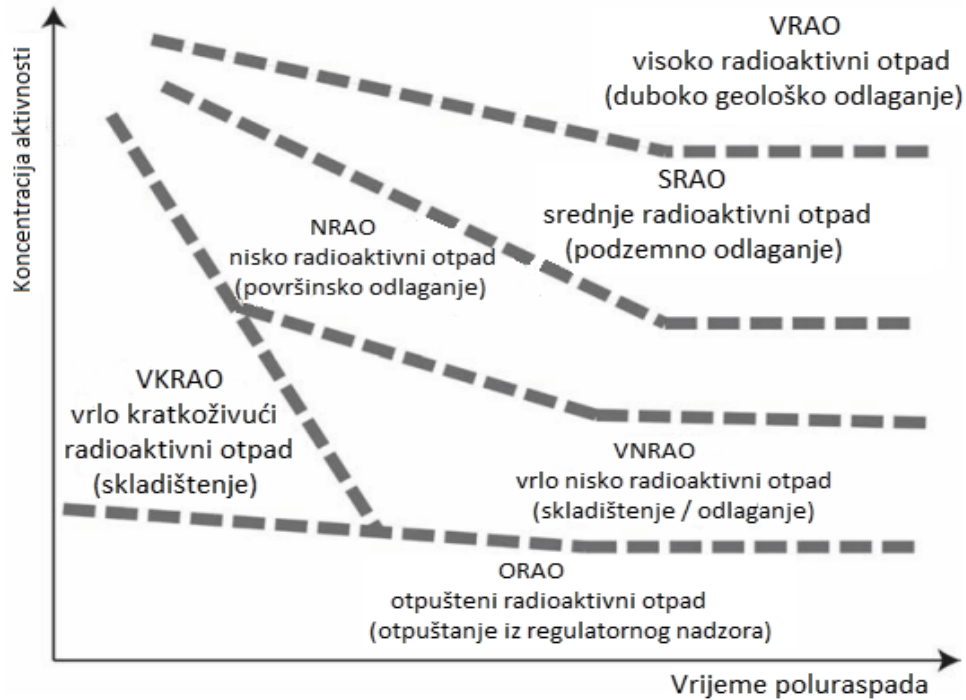 Koncentracija aktivnosti
VRAO
visoko radioaktivni otpad
(duboko geološko odlaganje)
SRAO
srednje radioaktivni otpad
(podzemno odlaganje)
NRAO
nisko radioaktivni otpad
(površinsko odlaganje)
VKRAO
vrlo kratkoživući
radioaktivni otpad
(skladištenje)
VNRAO
vrlo nisko radioaktivni otpad
(skladištenje / odlaganje)
ORAO
otpušteni radioaktivni otpad
(otpuštanje iz regulatornog nadzora)
Vrijeme poluraspada